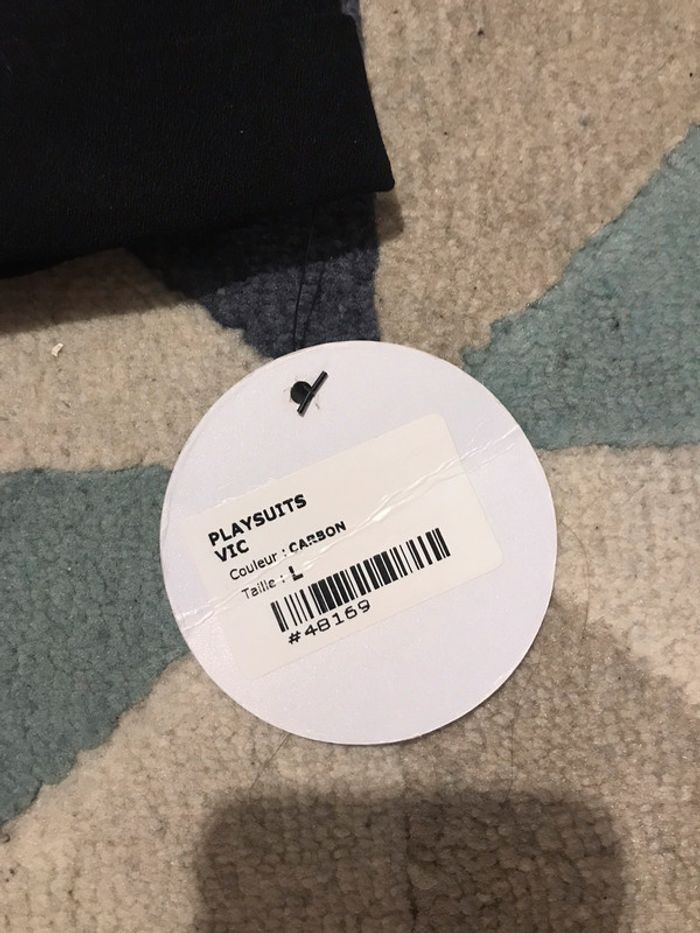 PLAYSUITS
VIC
Couleur : CARBON
Taille : L
#48169